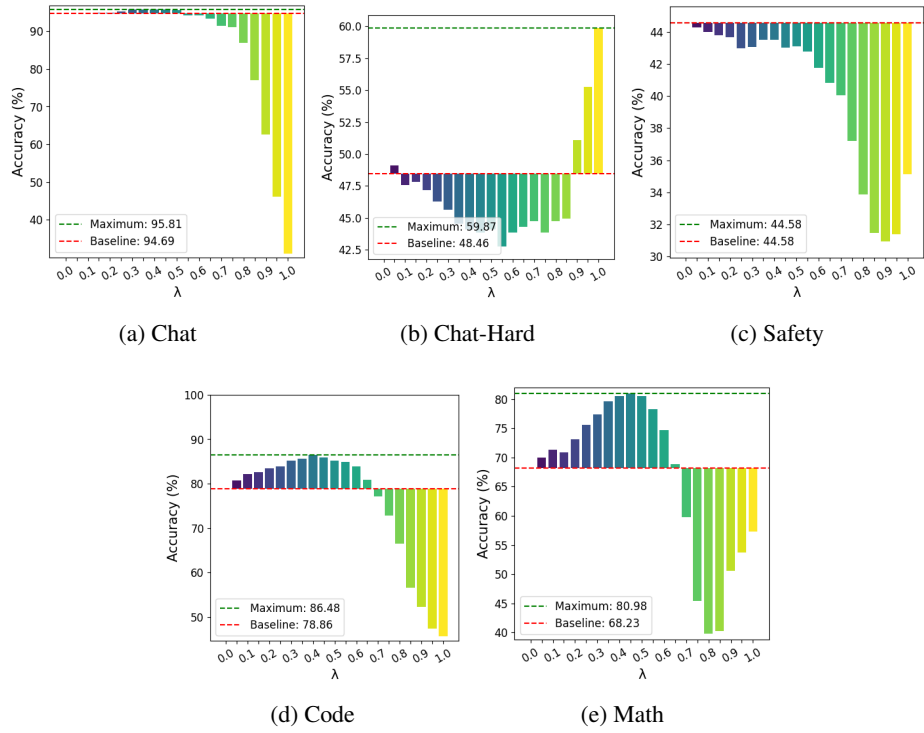 Accuracy (%)
90
80
70
60
50
40
Maximum: 95.81
Baseline: 94.69
0.0 0.1 0.1 0.2 0.3 0.4 0.5 0.6 0.7 0.8 0.9 1.0
λ
(a) Chat
Accuracy (%)
60.0
57.5
55.0
52.5
50.0
47.5
45.0
42.5
Maximum: 59.87
Baseline: 48.46
0.0 0.1 0.2 0.3 0.4 0.5 0.6 0.7 0.8 0.9 1.0
λ
(b) Chat-Hard
Accuracy (%)
44
42
40
38
36
34
32
30
Maximum: 44.58
Baseline: 44.58
0.0 0.1 0.2 0.3 0.4 0.5 0.6 0.7 0.8 0.9 1.0
λ
(c) Safety
Accuracy (%)
100
90
80
70
60
50
Maximum: 86.48
Baseline: 78.86
0.0 0.1 0.2 0.3 0.4 0.5 0.6 0.7 0.8 0.9 1.0
λ
(d) Code
Accuracy (%)
80
75
70
65
60
55
50
45
40
Maximum: 80.98
Baseline: 68.23
0.0 0.1 0.2 0.3 0.4 0.5 0.6 0.7 0.8 0.9 1.0
λ
(e) Math